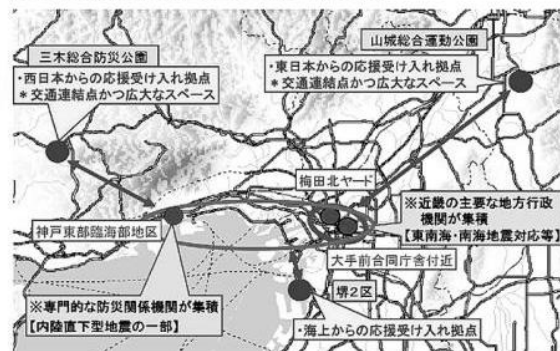 三木総合防災公園
・西日本からの応援受け入れ拠点
＊交通連結点かつ広大なスペース
山城総合運動公園
・東日本からの応援受け入れ拠点
＊交通連結点かつ広大なスペース
梅田北ヤード
※近畿の主要な地方行政
機関が集積
【東南海・南海地震対応等】
神戸東部臨海部地区
大手前合同庁舎付近
※専門的な防災関係機関が集積
【内陸直下型地震の一部】
堺2区
・海上からの応援受け入れ拠点